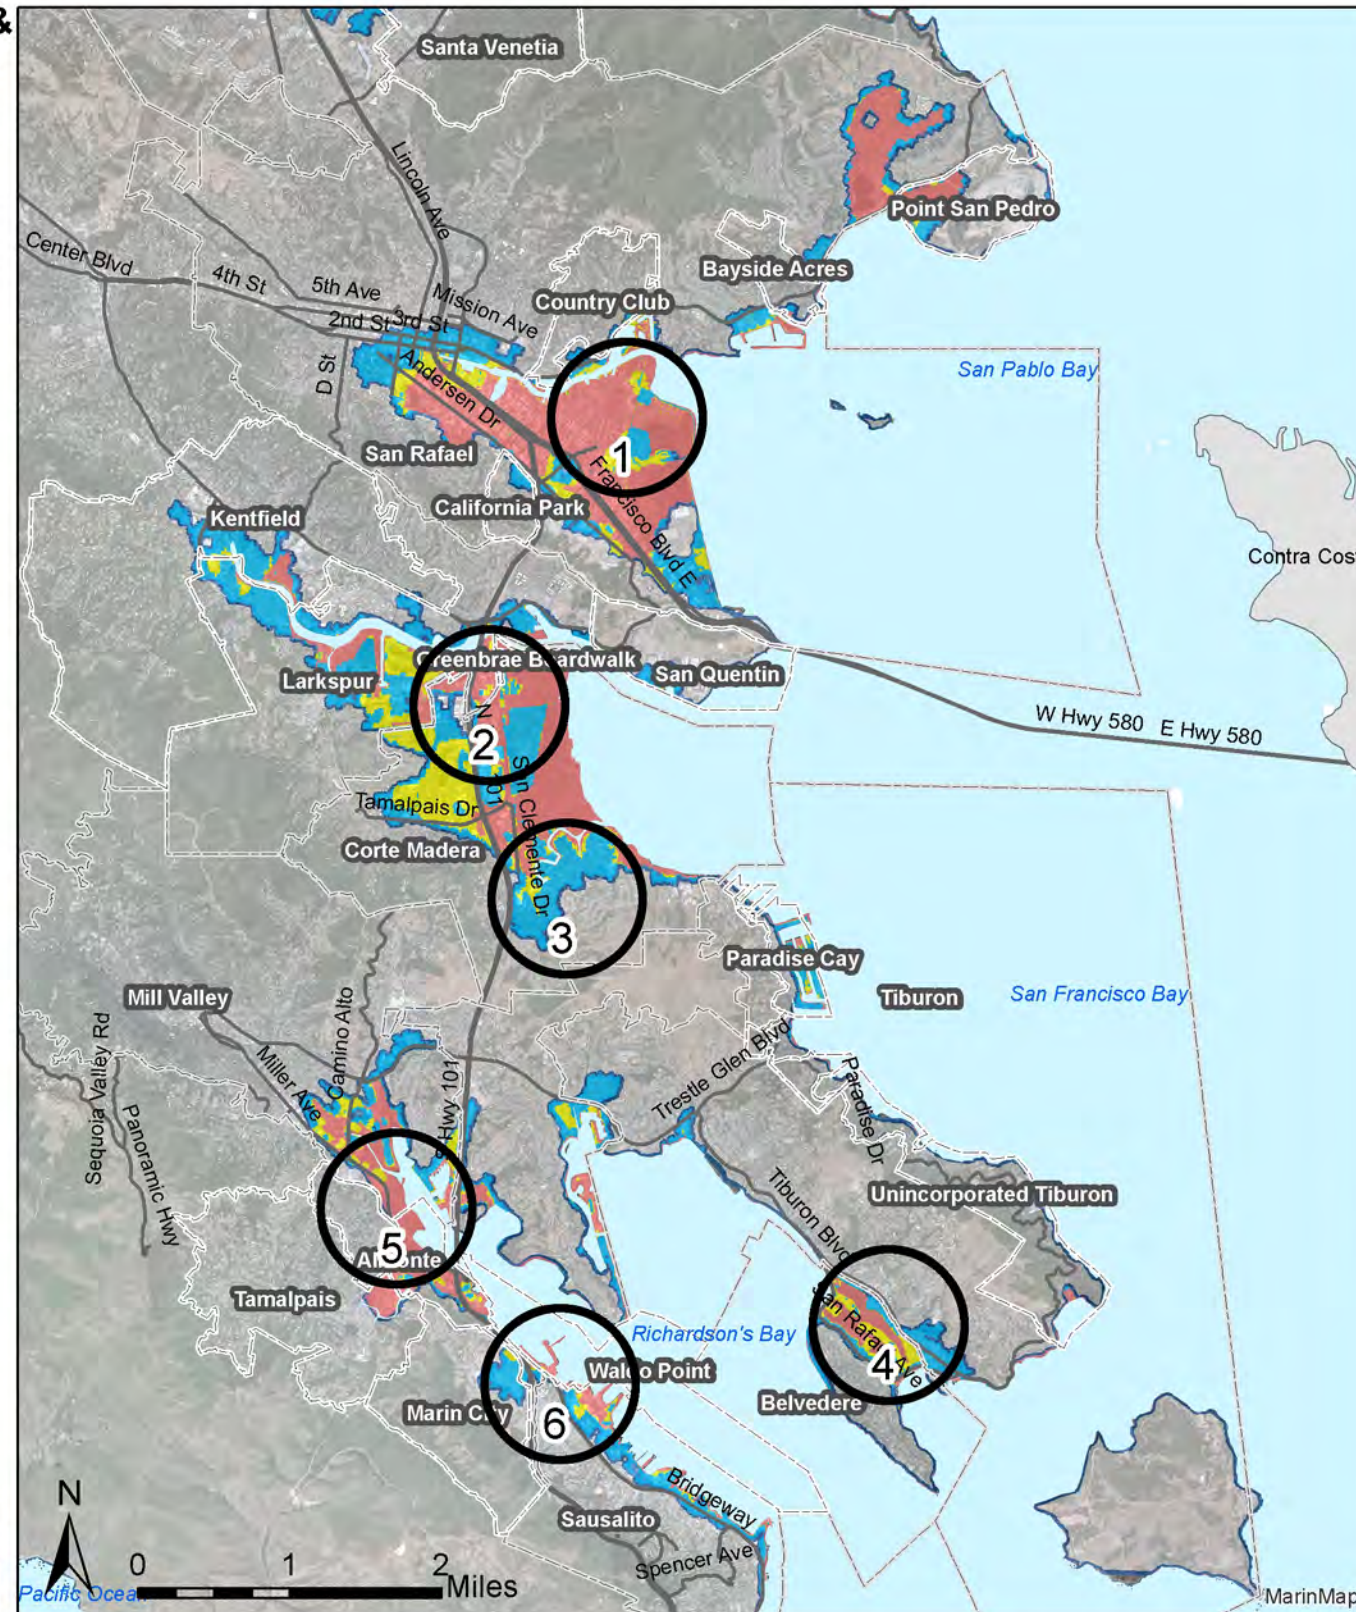 &
Santa Venetia
Lincoln Ave
Point San Pedro
Center Blvd
4th St
5th Ave
Mission Ave
Bayside Acres
Country Club
2nd St
3rd St
D St
Andersen Dr
San Pablo Bay
San Rafael
1
California Park
Francisco Blvd E
Kentfield
Contra Cos
Greenbrae Boardwalk
Larkspur
San Quentin
W Hwy 580 E Hwy 580
N
2
101
San Clemente Dr
Tamalpais Dr
Corte Madera
3
Paradise Cay
Mill Valley
Tiburon
San Francisco Bay
Sequoia Valley Rd
Camino Alto
Miller Ave
Panoramic Hwy
S Hwy 101
Trestle Glen Blvd
Paradise Dr
Tiburon Blvd
Unincorporated Tiburon
5
Almonte
Tamalpais
San Rafael Ave
Richardson's Bay
4
Waldo Point
Belvedere
Marin City
6
Bridgeway
Sausalito
Spencer Ave
N
0 1 2
Miles
Pacific Ocean
MarinMap